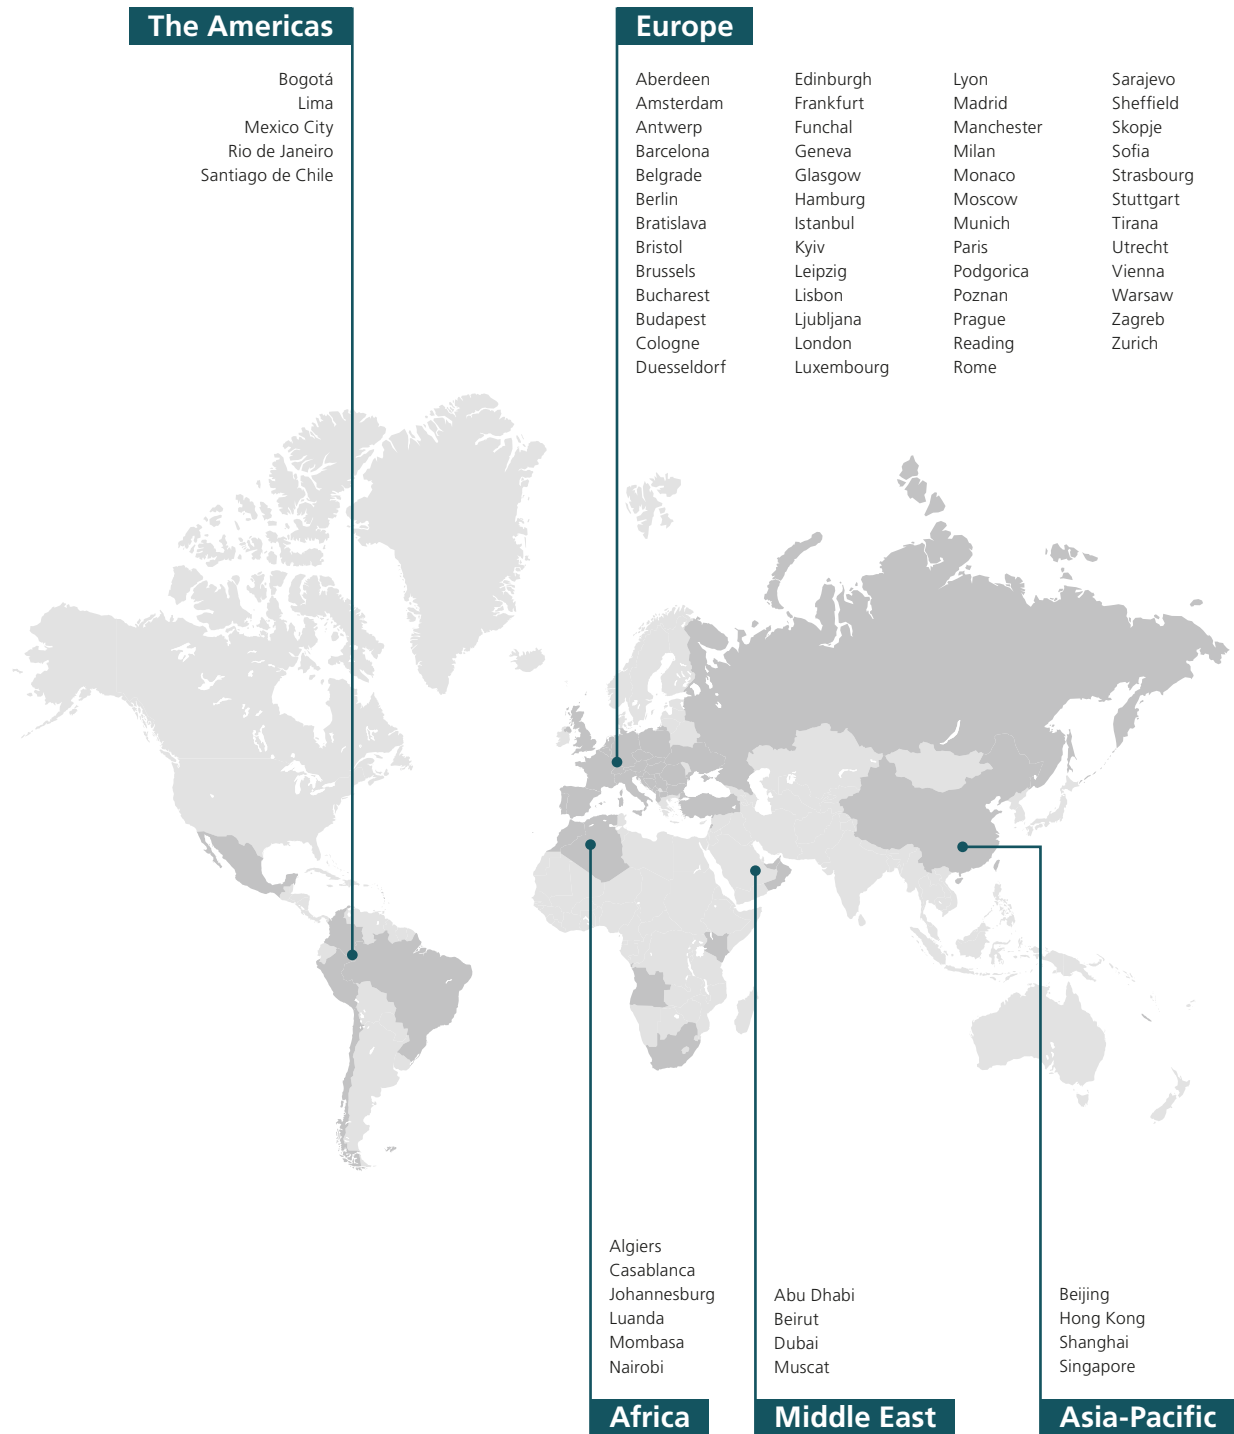 The Americas
Bogotá
Lima
Mexico City
Rio de Janeiro
Santiago de Chile
Europe
Aberdeen
Amsterdam
Antwerp
Barcelona
Belgrade
Berlin
Bratislava
Bristol
Brussels
Bucharest
Budapest
Cologne
Duesseldorf
Edinburgh
Frankfurt
Funchal
Geneva
Glasgow
Hamburg
Istanbul
Kyiv
Leipzig
Lisbon
Ljubljana
London
Luxembourg
Lyon
Madrid
Manchester
Milan
Monaco
Moscow
Munich
Paris
Podgorica
Poznan
Prague
Reading
Rome
Sarajevo
Sheffield
Skopje
Sofia
Strasbourg
Stuttgart
Tirana
Utrecht
Vienna
Warsaw
Zagreb
Zurich
Algiers
Casablanca
Johannesburg
Luanda
Mombasa
Nairobi
Africa
Abu Dhabi
Beirut
Dubai
Muscat
Middle East
Beijing
Hong Kong
Shanghai
Singapore
Asia-Pacific